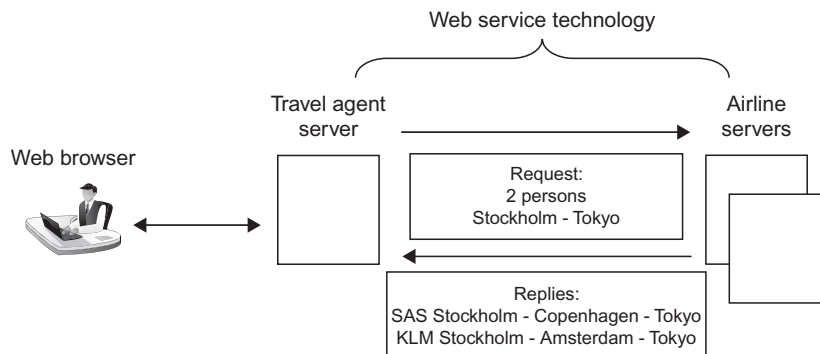 Web service technology
Travel agent
server
Airline
servers
Web browser
Request:
2 persons
Stockholm - Tokyo
Replies:
SAS Stockholm - Copenhagen - Tokyo
KLM Stockholm - Amsterdam - Tokyo